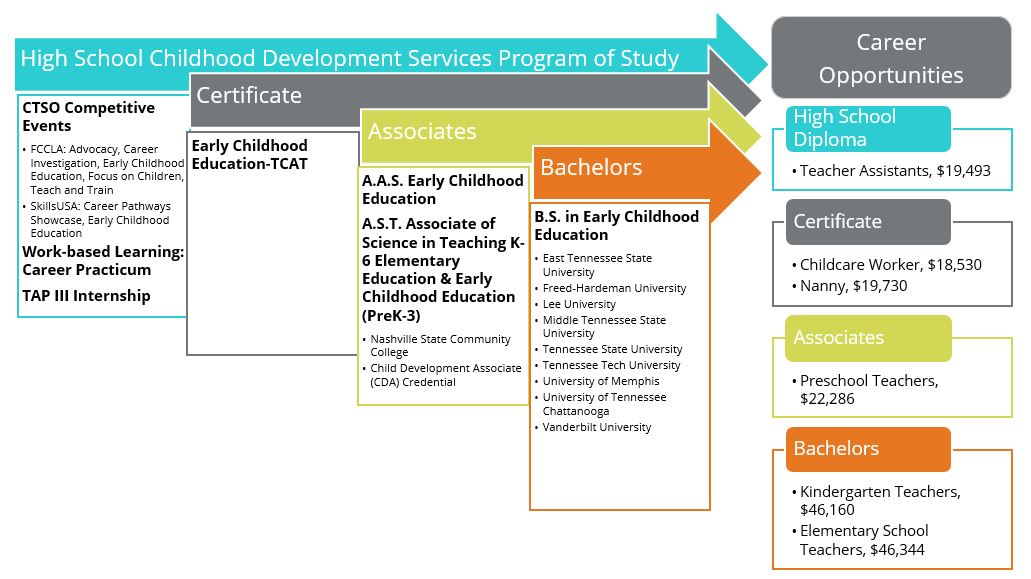 High School Childhood Development Services Program of Study
CTSO Competitive
Events
• FCCLA: Advocacy, Career
Investigation, Early Childhood
Education, Focus on Children,
Teach and Train
• SkillsUSA: Career Pathways
Showcase, Early Childhood
Education
Work-based Learning:
Career Practicum
TAP III Internship
Certificate
Early Childhood
Education-TCAT
Associates
A.A.S. Early Childhood
Education
A.S.T. Associate of
Science in Teaching K-
6 Elementary
Education & Early
Childhood Education
(PreK-3)
• Nashville State Community
College
• Child Development Associate
(CDA) Credential
Bachelors
B.S. in Early Childhood
Education
• East Tennessee State
University
• Freed-Hardeman University
• Lee University
• Middle Tennessee State
University
• Tennessee State University
• Tennessee Tech University
• University of Memphis
• University of Tennessee
Chattanooga
• Vanderbilt University
Career
Opportunities
High School
Diploma
• Teacher Assistants, $19,493
Certificate
• Childcare Worker, $18,530
• Nanny, $19,730
Associates
• Preschool Teachers,
$22,286
Bachelors
• Kindergarten Teachers,
$46,160
• Elementary School
Teachers, $46,344